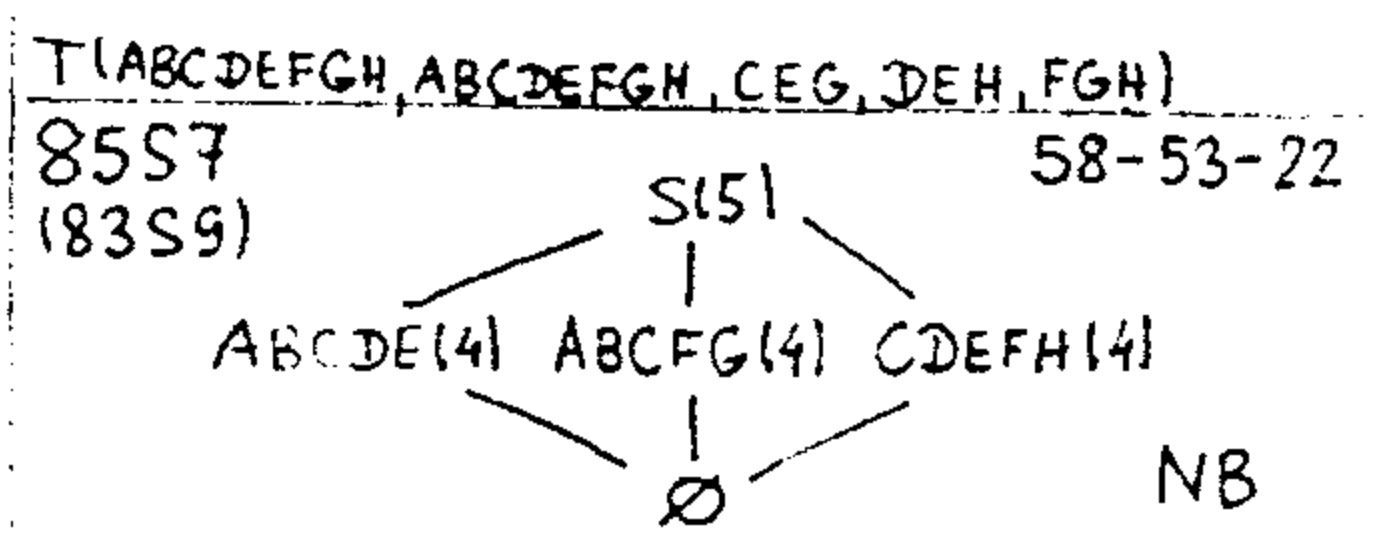 T(ABCDEFGH,ABCDEFGH,CEG,DEH,FGH)
85S7 58-53-22
(83S9) S(5)
ABCDE(4) ABCFG(4) CDEFH(4)
Ø
NB